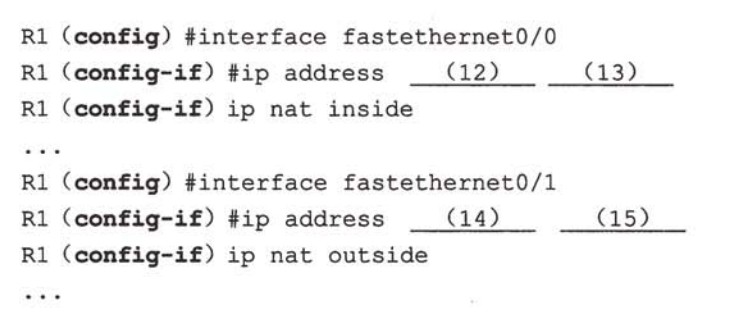 R1 (config) #interface fastethernet0/0
R1 (config-if) #ip address (12) (13)
R1 (config-if) ip nat inside
...
R1 (config) #interface fastethernet0/1
R1 (config-if) #ip address (14) (15)
R1 (config-if) ip nat outside
...